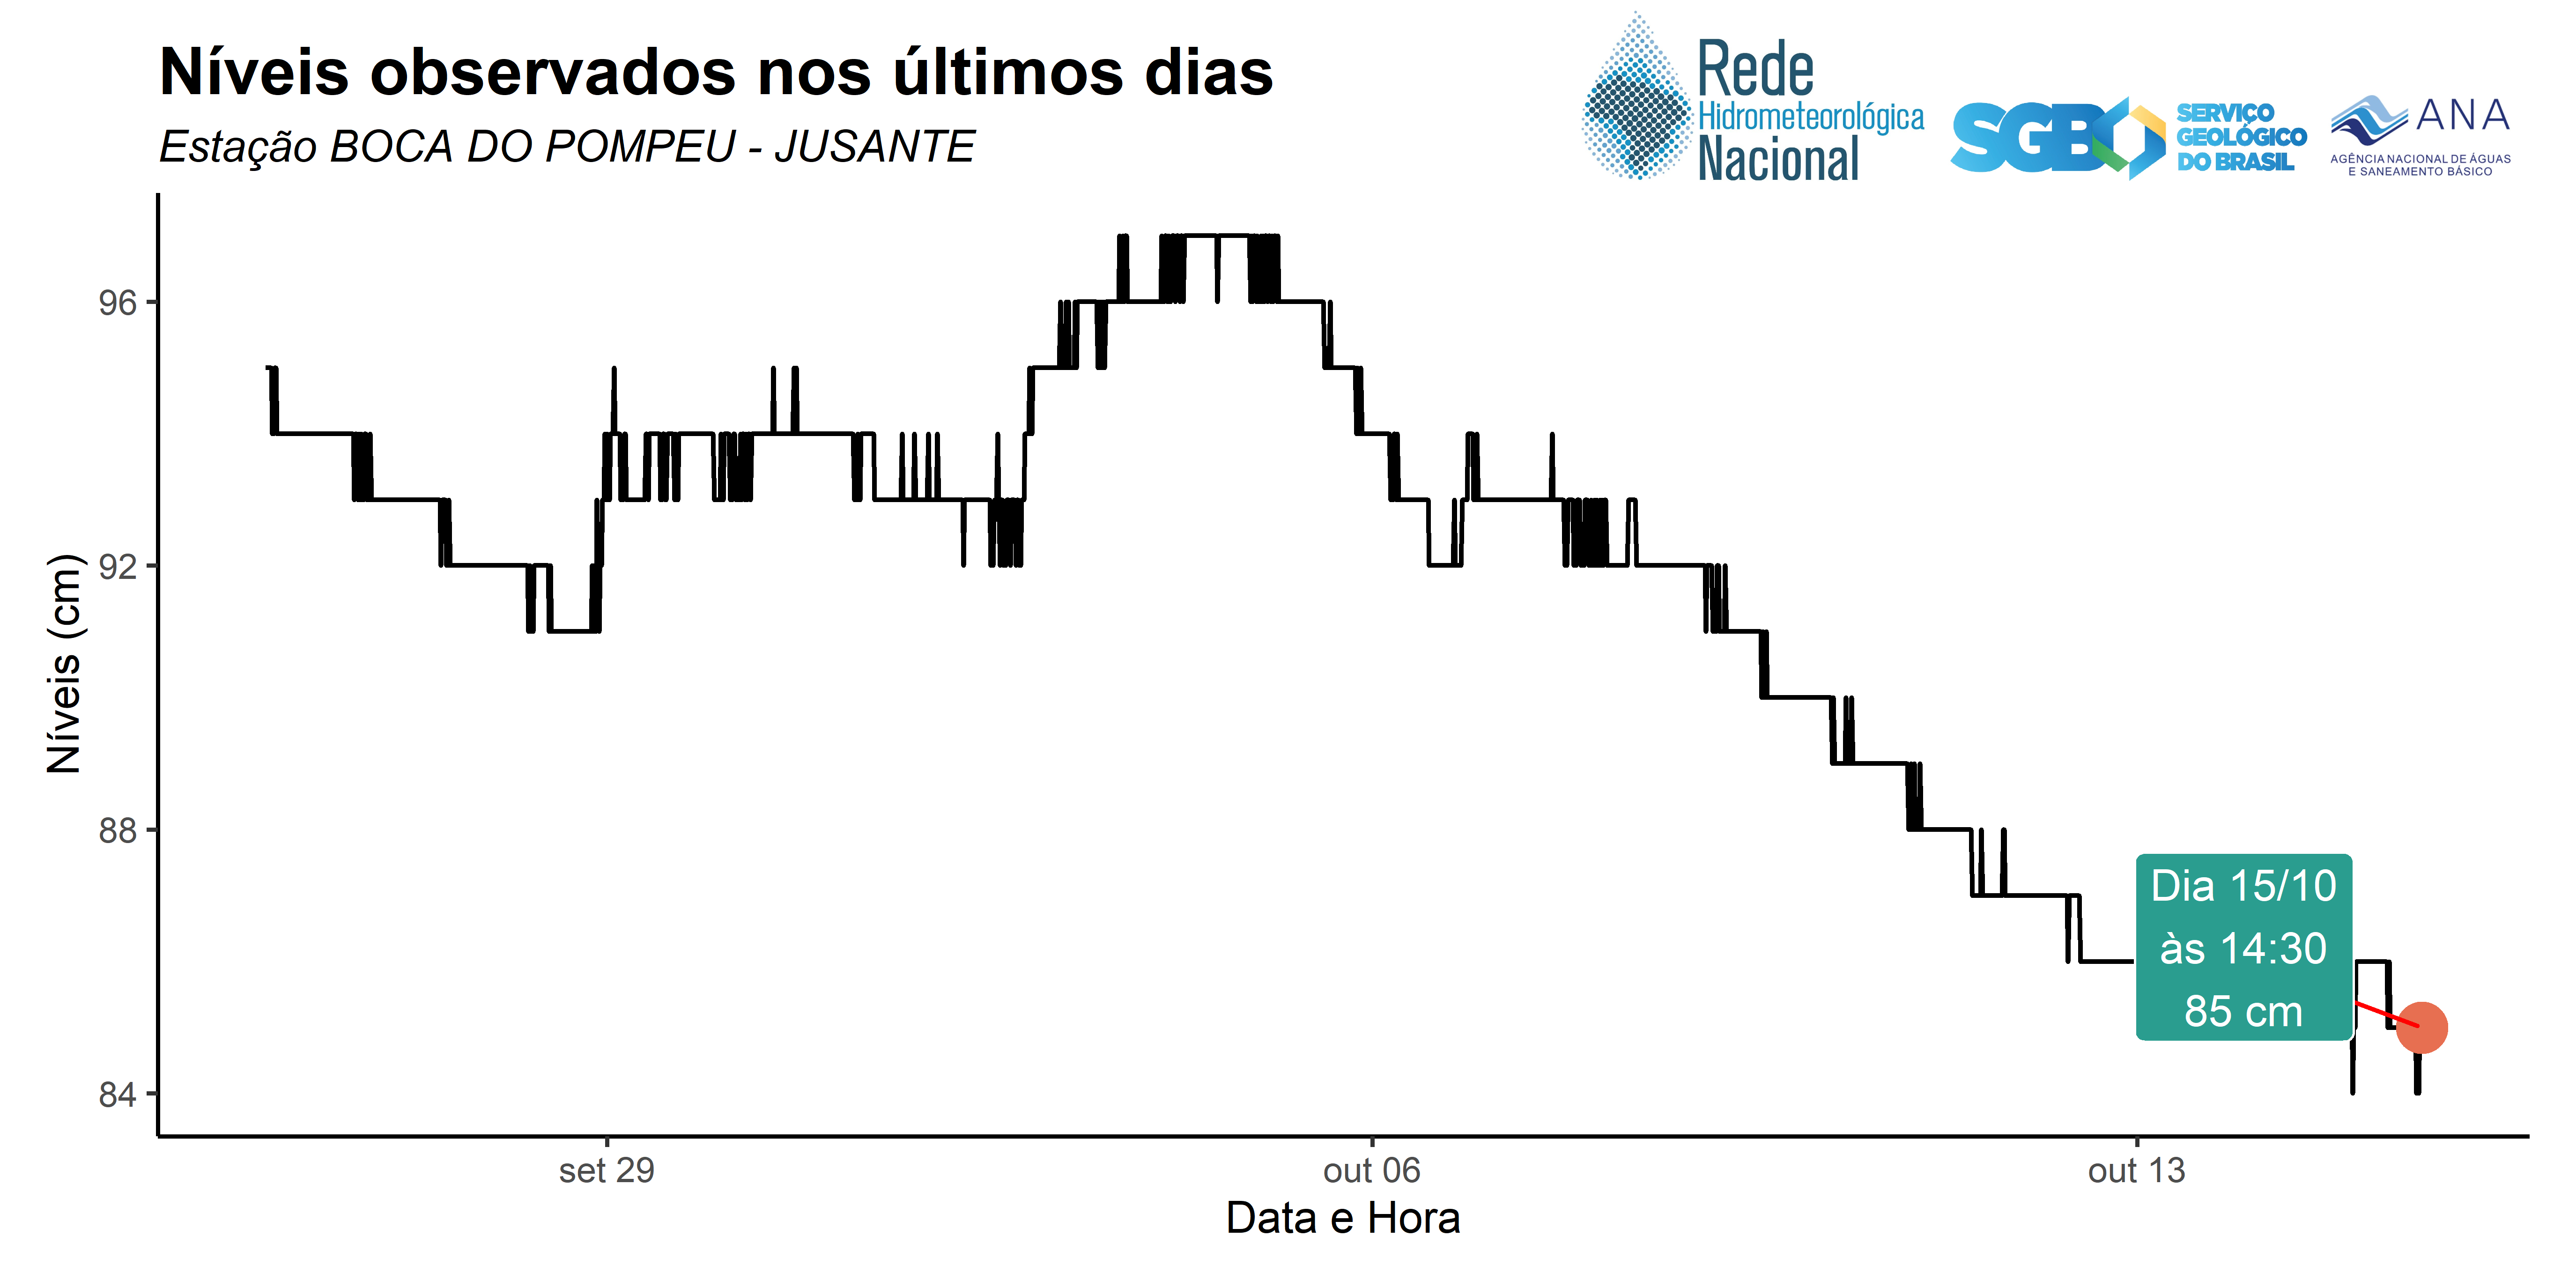 Níveis observados nos últimos dias
Estação BOCA DO POMPEU - JUSANTE
Rede
Hidrometeorológica
Nacional
SGB
SERVIÇO
GEOLÓGICO
DO BRASIL
ANA
AGÊNCIA NACIONAL DE ÁGUAS
E SANEAMENTO BÁSICO
Níveis (cm)
96
92
88
84
Dia 15/10
às 14:30
85 cm
set 29
out 06
out 13
Data e Hora